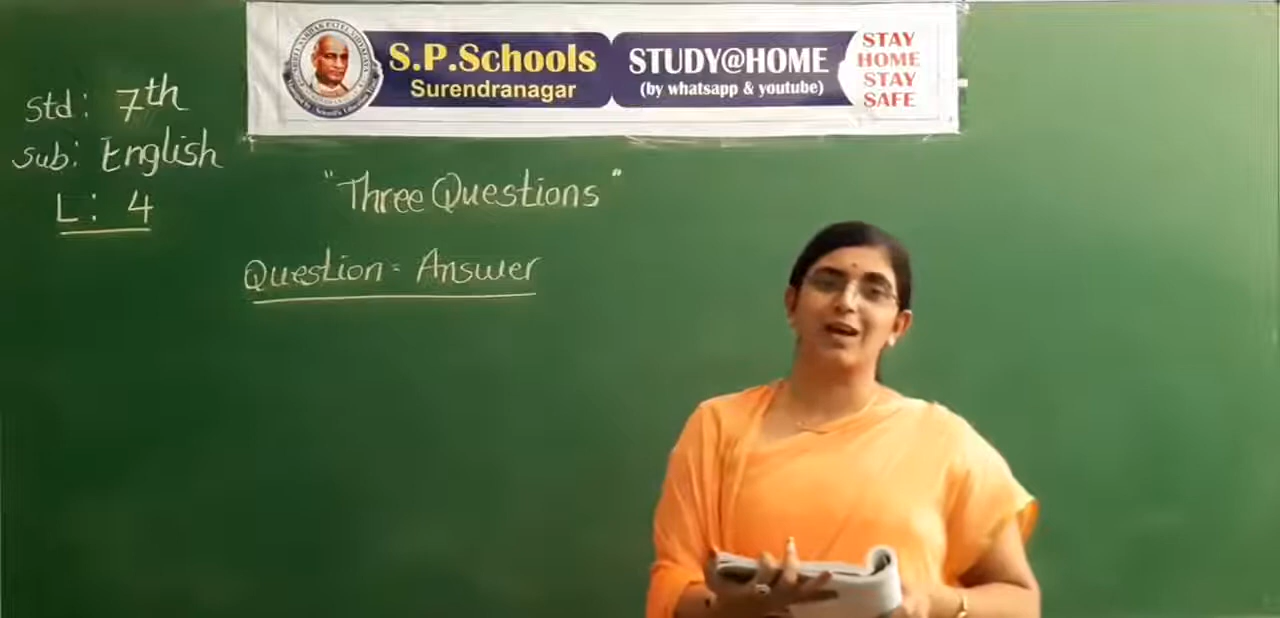 Std: 7th
Sub: English
L: 4
S.P.Schools
Surendranagar
STUDY@HOME
(by whatsapp & youtube)
STAY
HOME
STAY
SAFE
"Three Questions"
Question = Answer